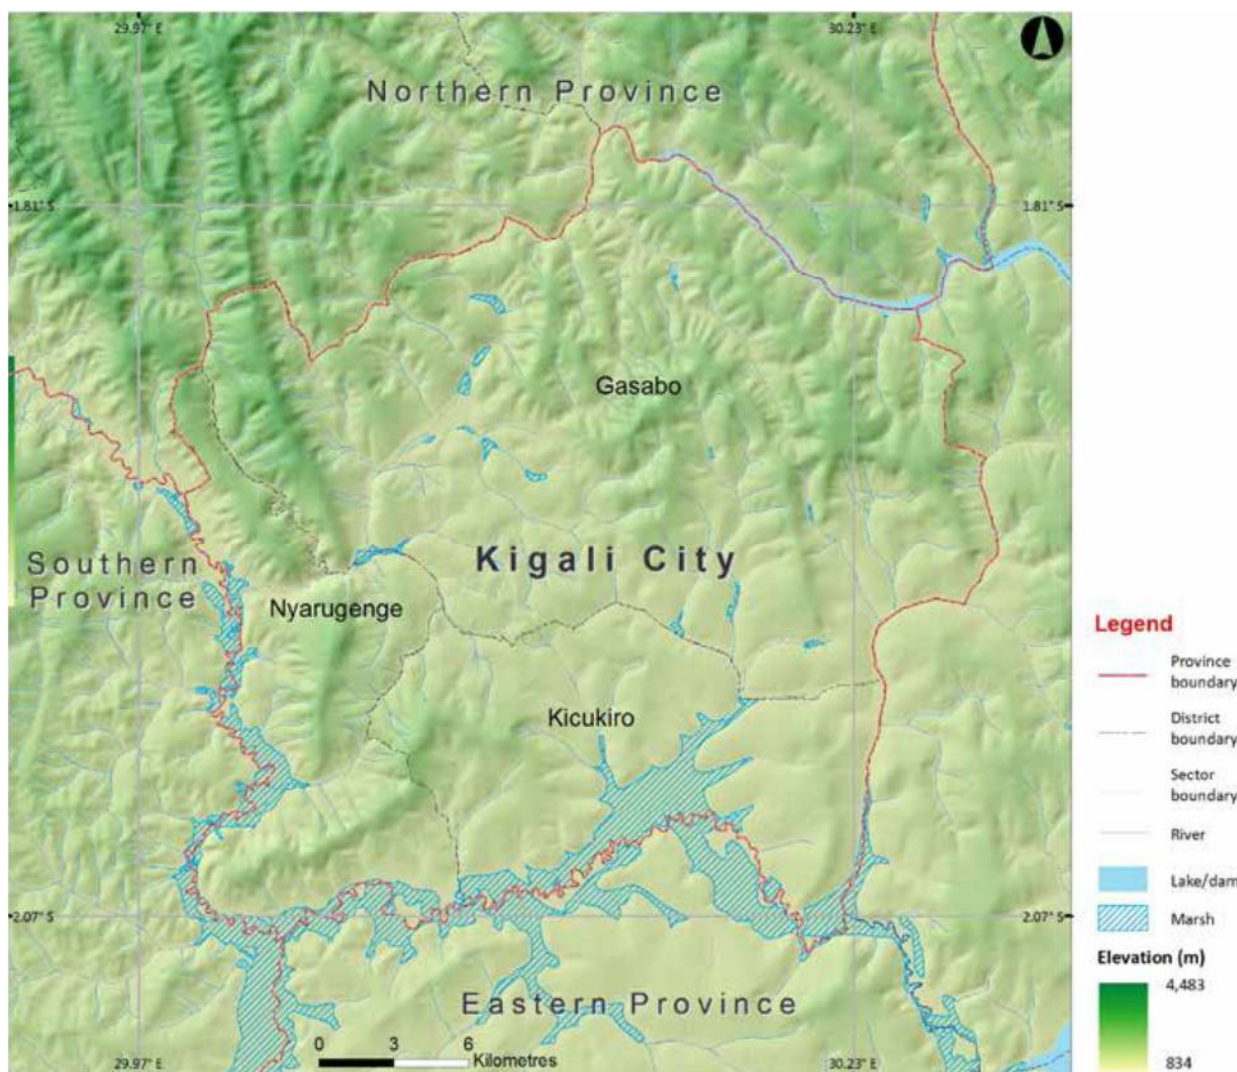 29.97° E
30.23° E
Northern Province
1.81° S
1.81° S
Gasabo
Kigali City
Southern
Province
Nyarugenge
Kicukiro
2.07° S
2.07° S
Eastern Province
0 3 6
Kilometres
29.97° E
30.23° E
Legend
Province
boundary
District
boundary
Sector
boundary
River
Lake/dam
Marsh
Elevation (m)
4,483
834